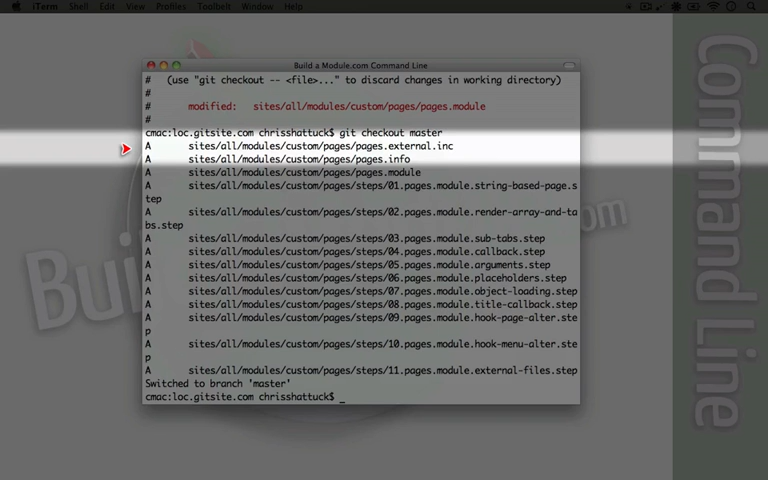 iTerm Shell Edit View Profiles Toolbelt Window Help
Build a Module.com Command Line
# (use "git checkout -- <file>..." to discard changes in working directory)
#
# modified: sites/all/modules/custom/pages/pages.module
#
cmac:loc.gitsite.com chrisshattuck$ git checkout master
A sites/all/modules/custom/pages/pages.external.inc
A sites/all/modules/custom/pages/pages.info
A sites/all/modules/custom/pages/pages.module
A sites/all/modules/custom/pages/steps/01.pages.module.string-based-page.s
tep
A sites/all/modules/custom/pages/steps/02.pages.module.render-array-and-ta
bs.step
A sites/all/modules/custom/pages/steps/03.pages.module.sub-tabs.step
A sites/all/modules/custom/pages/steps/04.pages.module.callback.step
A sites/all/modules/custom/pages/steps/05.pages.module.arguments.step
A sites/all/modules/custom/pages/steps/06.pages.module.placeholders.step
A sites/all/modules/custom/pages/steps/07.pages.module.object-loading.step
A sites/all/modules/custom/pages/steps/08.pages.module.title-callback.step
A sites/all/modules/custom/pages/steps/09.pages.module.hook-page-alter.ste
p
A sites/all/modules/custom/pages/steps/10.pages.module.hook-menu-alter.ste
p
A sites/all/modules/custom/pages/steps/11.pages.module.external-files.step
Switched to branch 'master'
cmac:loc.gitsite.com chrisshattuck$ _
Bui
om
Command Line